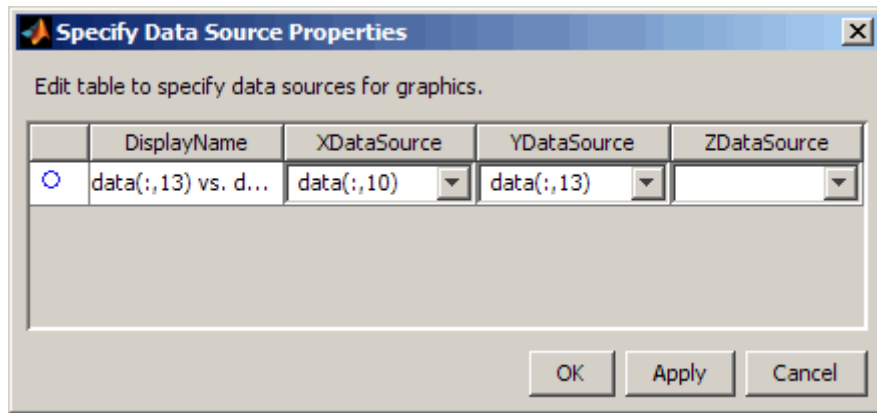 Specify Data Source Properties
Edit table to specify data sources for graphics.
DisplayName XDataSource YDataSource ZDataSource
data(:,13) vs. d... data(:,10) data(:,13)
OK Apply Cancel